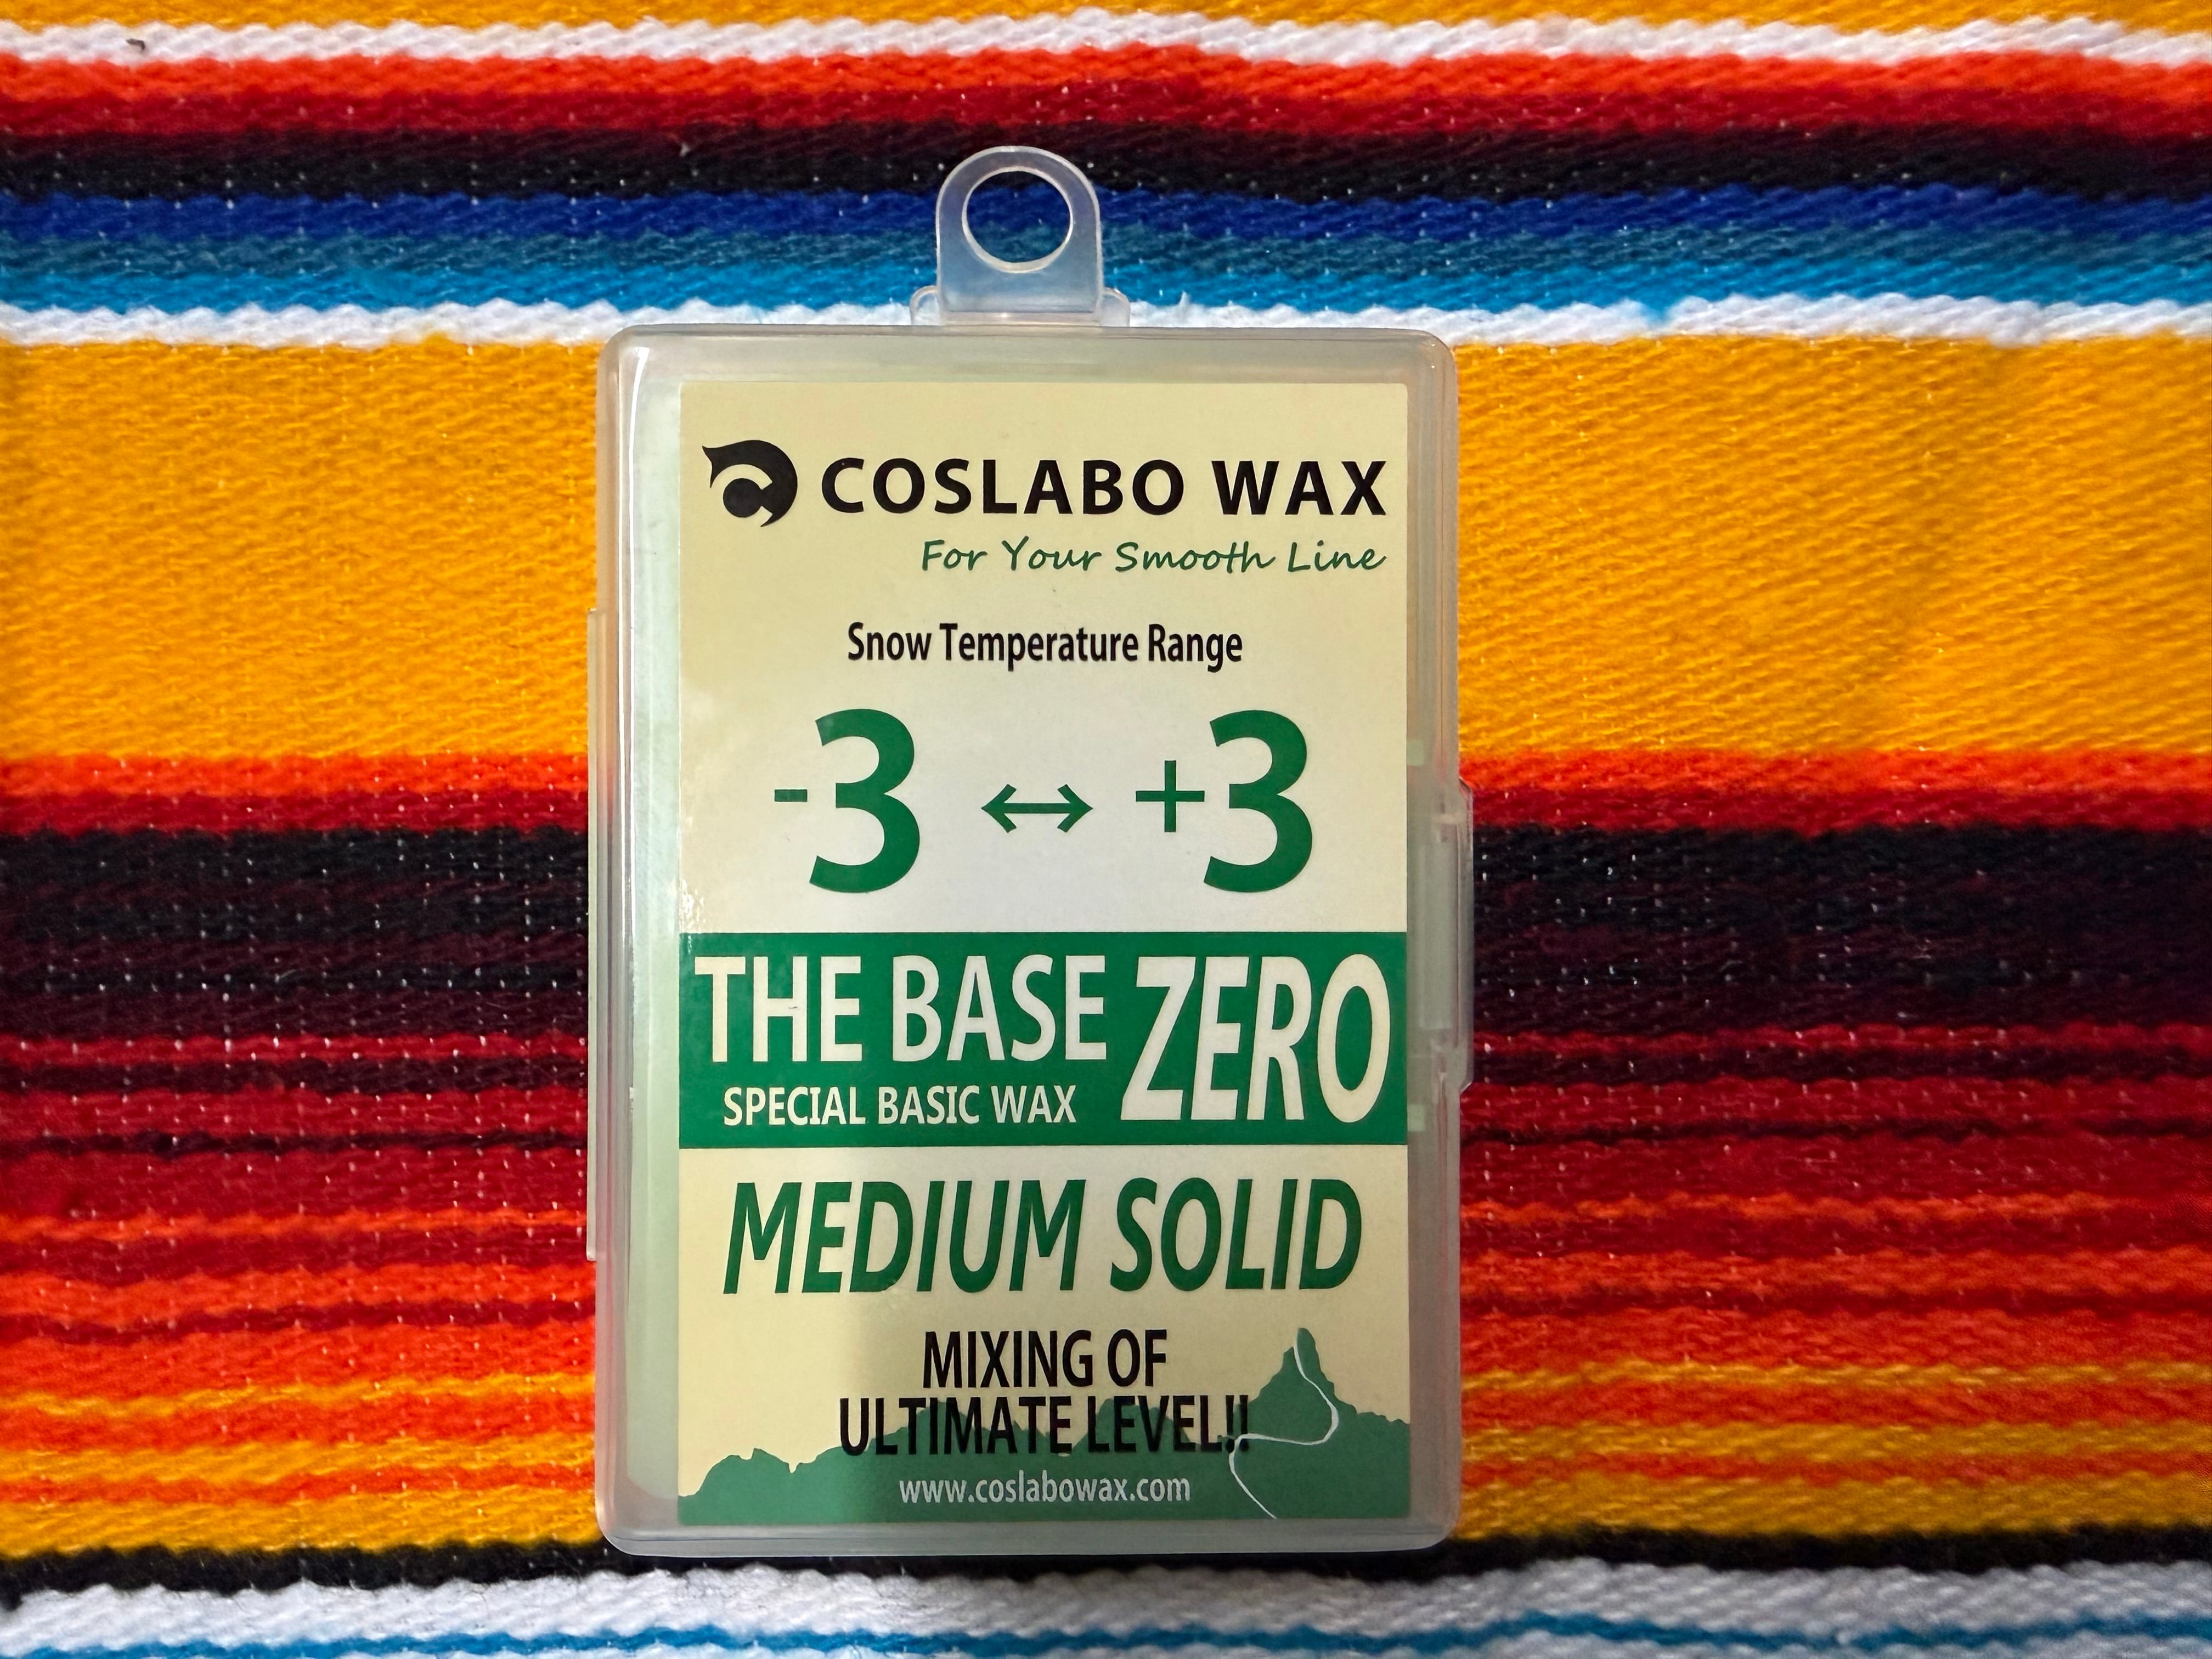 COSLABO WAX
For Your Smooth Line
Snow Temperature Range
-3 ↔ +3
THE BASE ZERO
SPECIAL BASIC WAX
MEDIUM SOLID
MIXING OF
ULTIMATE LEVEL!!
www.coslabowax.com